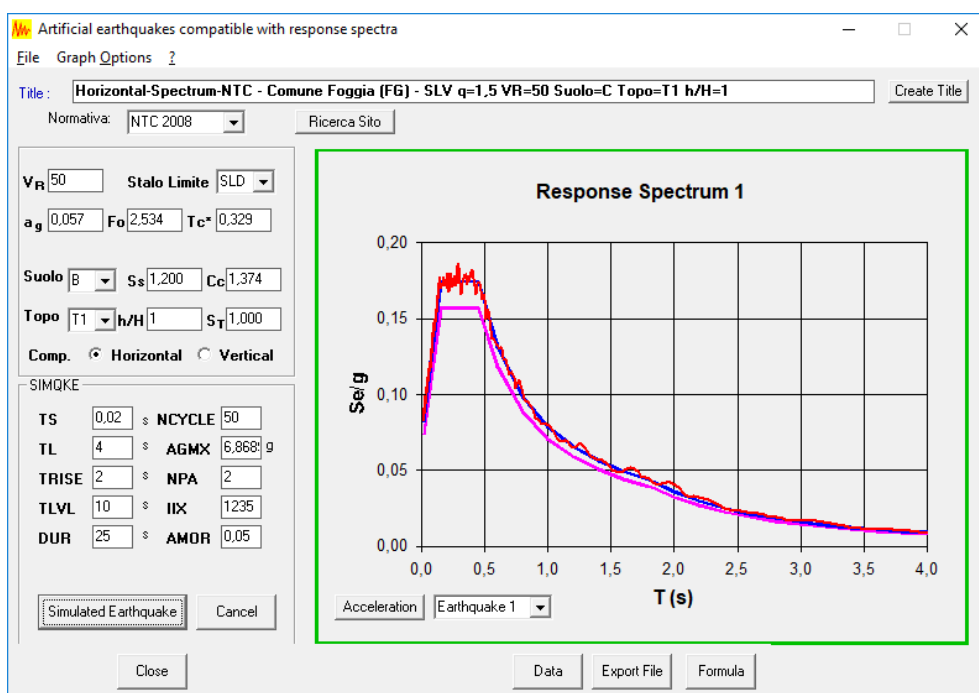 Artificial earthquakes compatible with response spectra
File Graph Options ?
Title : Horizontal-Spectrum-NTC - Comune Foggia (FG) - SLV q=1,5 VR=50 Suolo=C Topo=T1 h/H=1 Create Title
Normativa: NTC 2008 Ricerca Sito
VR 50 Stalo Limite SLD
ag 0,057 Fo 2,534 Tc* 0,329
Suolo B Ss 1,200 Cc 1,374
Topo T1 h/H 1 ST 1,000
Comp. Horizontal Vertical
SIMQKE
TS 0,02 s NCYCLE 50
TL 4 s AGMX 6,868 g
TRISE 2 s NPA 2
TLVL 10 s IIX 1235
DUR 25 s AMOR 0,05
Simulated Earthquake Cancel
Close
Response Spectrum 1
Se/g
0,20
0,15
0,10
0,05
0,00
0,0 0,5 1,0 1,5 2,0 2,5 3,0 3,5 4,0
T (s)
Acceleration Earthquake 1
Data Export File Formula